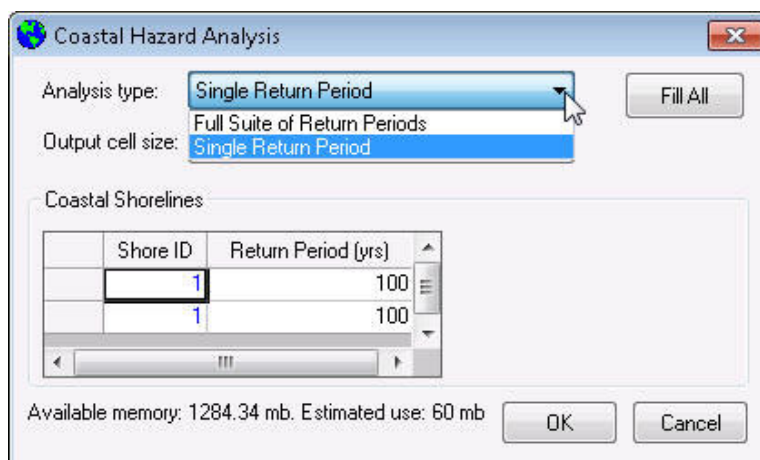 Coastal Hazard Analysis
Analysis type: Single Return Period Fill All
Full Suite of Return Periods
Output cell size: Single Return Period
Coastal Shorelines
Shore ID Return Period (yrs)
1 100
1 100
Available memory: 1284.34 mb. Estimated use: 60 mb OK Cancel